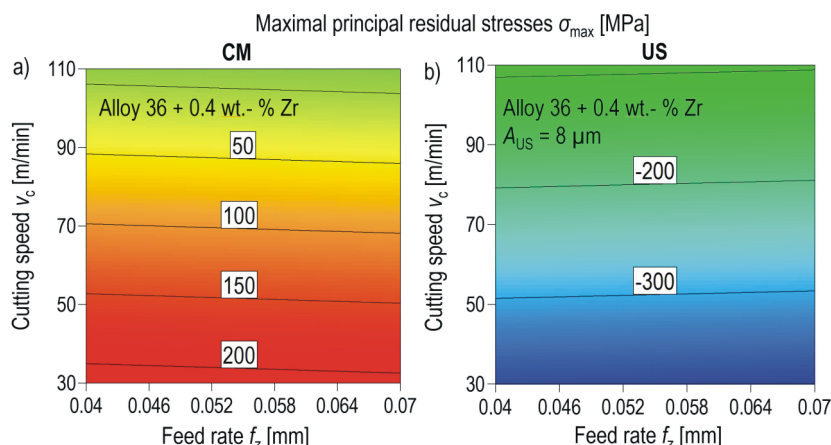 Maximal principal residual stresses σmax [MPa]
CM
US
a)
110
90
70
50
30
Cutting speed vc [m/min]
Alloy 36 + 0.4 wt.- % Zr
50
100
150
200
0.04 0.046 0.052 0.058 0.064 0.07
Feed rate fz [mm]
b)
110
90
70
50
30
Cutting speed vc [m/min]
Alloy 36 + 0.4 wt.- % Zr
AUS = 8 µm
-200
-300
0.04 0.046 0.052 0.058 0.064 0.07
Feed rate fz [mm]